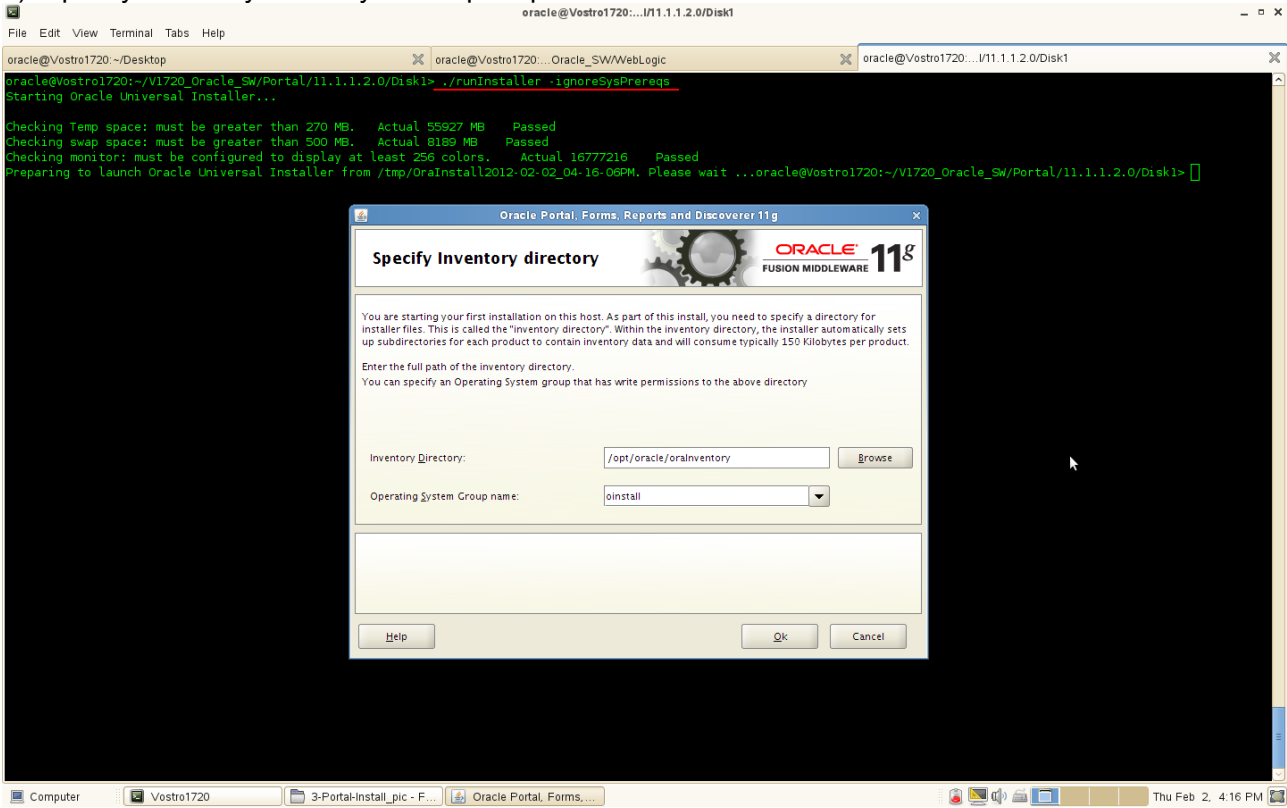 oracle@Vostro1720:...l/11.1.1.2.0/Disk1
File Edit View Terminal Tabs Help
oracle@Vostro1720:~/Desktop
oracle@Vostro1720:...Oracle_SW/WebLogic
oracle@Vostro1720:...l/11.1.1.2.0/Disk1
oracle@Vostro1720:~/V1720_Oracle_SW/Portal/11.1.1.2.0/Disk1> ./runInstaller -ignoreSysPrereqs
Starting Oracle Universal Installer...
Checking Temp space: must be greater than 270 MB.   Actual 55927 MB    Passed
Checking swap space: must be greater than 500 MB.   Actual 8189 MB    Passed
Checking monitor: must be configured to display at least 256 colors.    Actual 16777216    Passed
Preparing to launch Oracle Universal Installer from /tmp/OraInstall2012-02-02_04-16-06PM. Please wait ...oracle@Vostro1720:~/V1720_Oracle_SW/Portal/11.1.1.2.0/Disk1>
Oracle Portal, Forms, Reports and Discoverer 11g
Specify Inventory directory
ORACLE
FUSION MIDDLEWARE 11g
You are starting your first installation on this host. As part of this install, you need to specify a directory for
installer files. This is called the "inventory directory". Within the inventory directory, the installer automatically sets
up subdirectories for each product to contain inventory data and will consume typically 150 Kilobytes per product.
Enter the full path of the inventory directory.
You can specify an Operating System group that has write permissions to the above directory
Inventory Directory:
/opt/oracle/oraInventory
Browse
Operating System Group name:
oinstall
Help
Ok
Cancel
Computer
Vostro1720
3-Portal-Install_pic - F...
Oracle Portal, Forms,...
Thu Feb 2, 4:16 PM